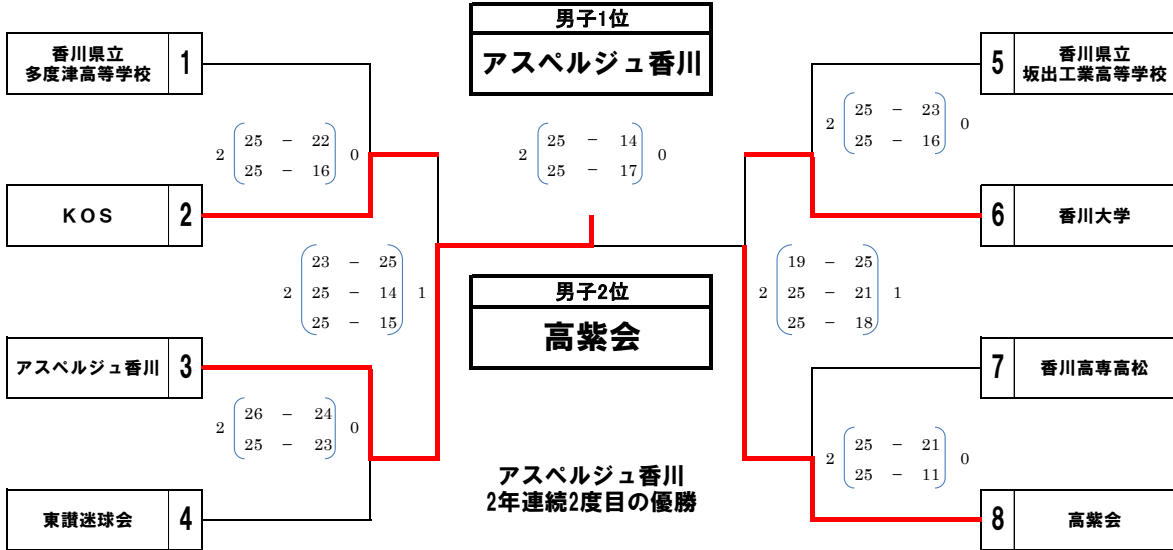 男子1位
アスペルジュ香川
香川県立
多度津高等学校
1
5
香川県立
坂出工業高等学校
2 25 － 22 0
25 － 16
2 25 － 14 0
25 － 17
2 25 － 23 0
25 － 16
KOS
2
6
香川大学
23 － 25
2 25 － 14 1
25 － 15
男子2位
高紫会
19 － 25
2 25 － 21 1
25 － 18
アスペルジュ香川
3
7
香川高専高松
2 26 － 24 0
25 － 23
2 25 － 21 0
25 － 11
アスペルジュ香川
2年連続2度目の優勝
東讃迷球会
4
8
高紫会